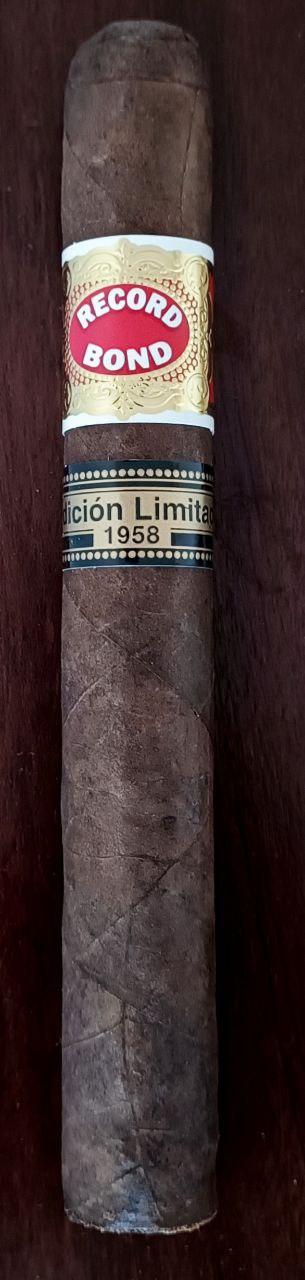 RECORD
BOND
dición Limitad
1958